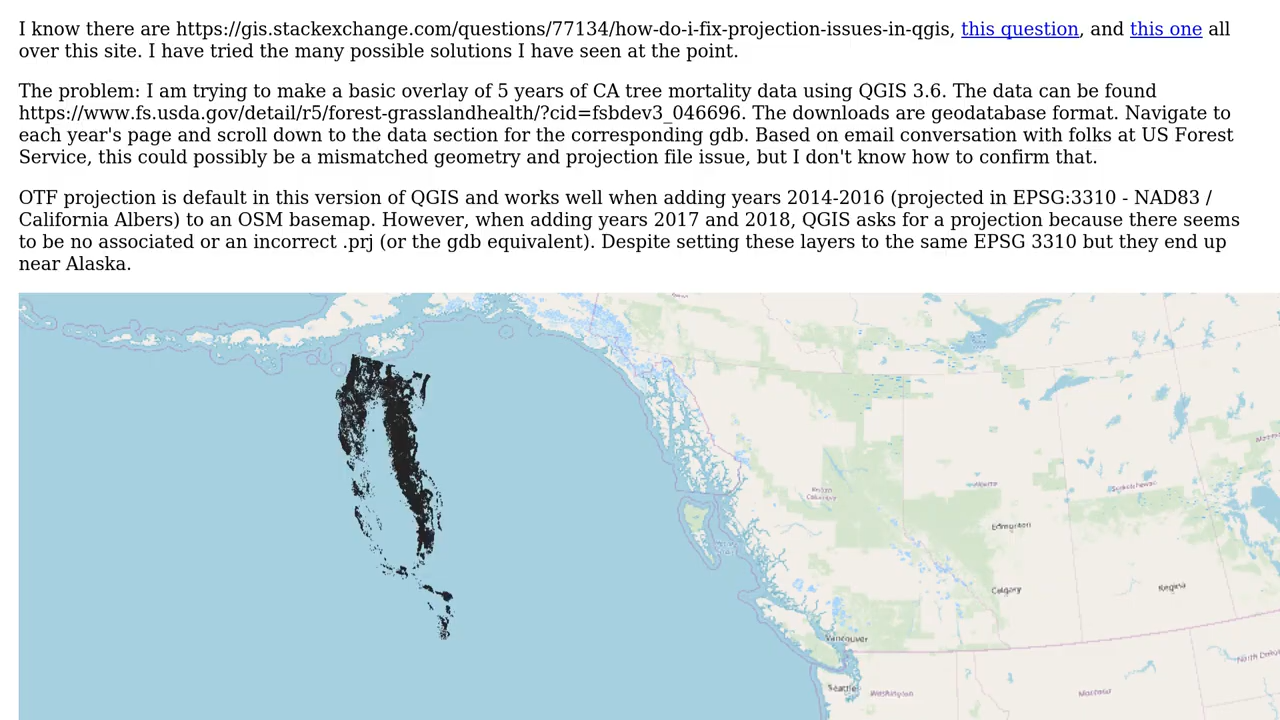 I know there are https://gis.stackexchange.com/questions/77134/how-do-i-fix-projection-issues-in-qgis, this question, and this one all
over this site. I have tried the many possible solutions I have seen at the point.
The problem: I am trying to make a basic overlay of 5 years of CA tree mortality data using QGIS 3.6. The data can be found
https://www.fs.usda.gov/detail/r5/forest-grasslandhealth/?cid=fsbdev3_046696. The downloads are geodatabase format. Navigate to
each year's page and scroll down to the data section for the corresponding gdb. Based on email conversation with folks at US Forest
Service, this could possibly be a mismatched geometry and projection file issue, but I don't know how to confirm that.
OTF projection is default in this version of QGIS and works well when adding years 2014-2016 (projected in EPSG:3310 - NAD83 /
California Albers) to an OSM basemap. However, when adding years 2017 and 2018, QGIS asks for a projection because there seems
to be no associated or an incorrect .prj (or the gdb equivalent). Despite setting these layers to the same EPSG 3310 but they end up
near Alaska.
Alberta
Edmonton
Calgary
Regina
Vancouver
Seattle
Washington
Montana
North Dakota